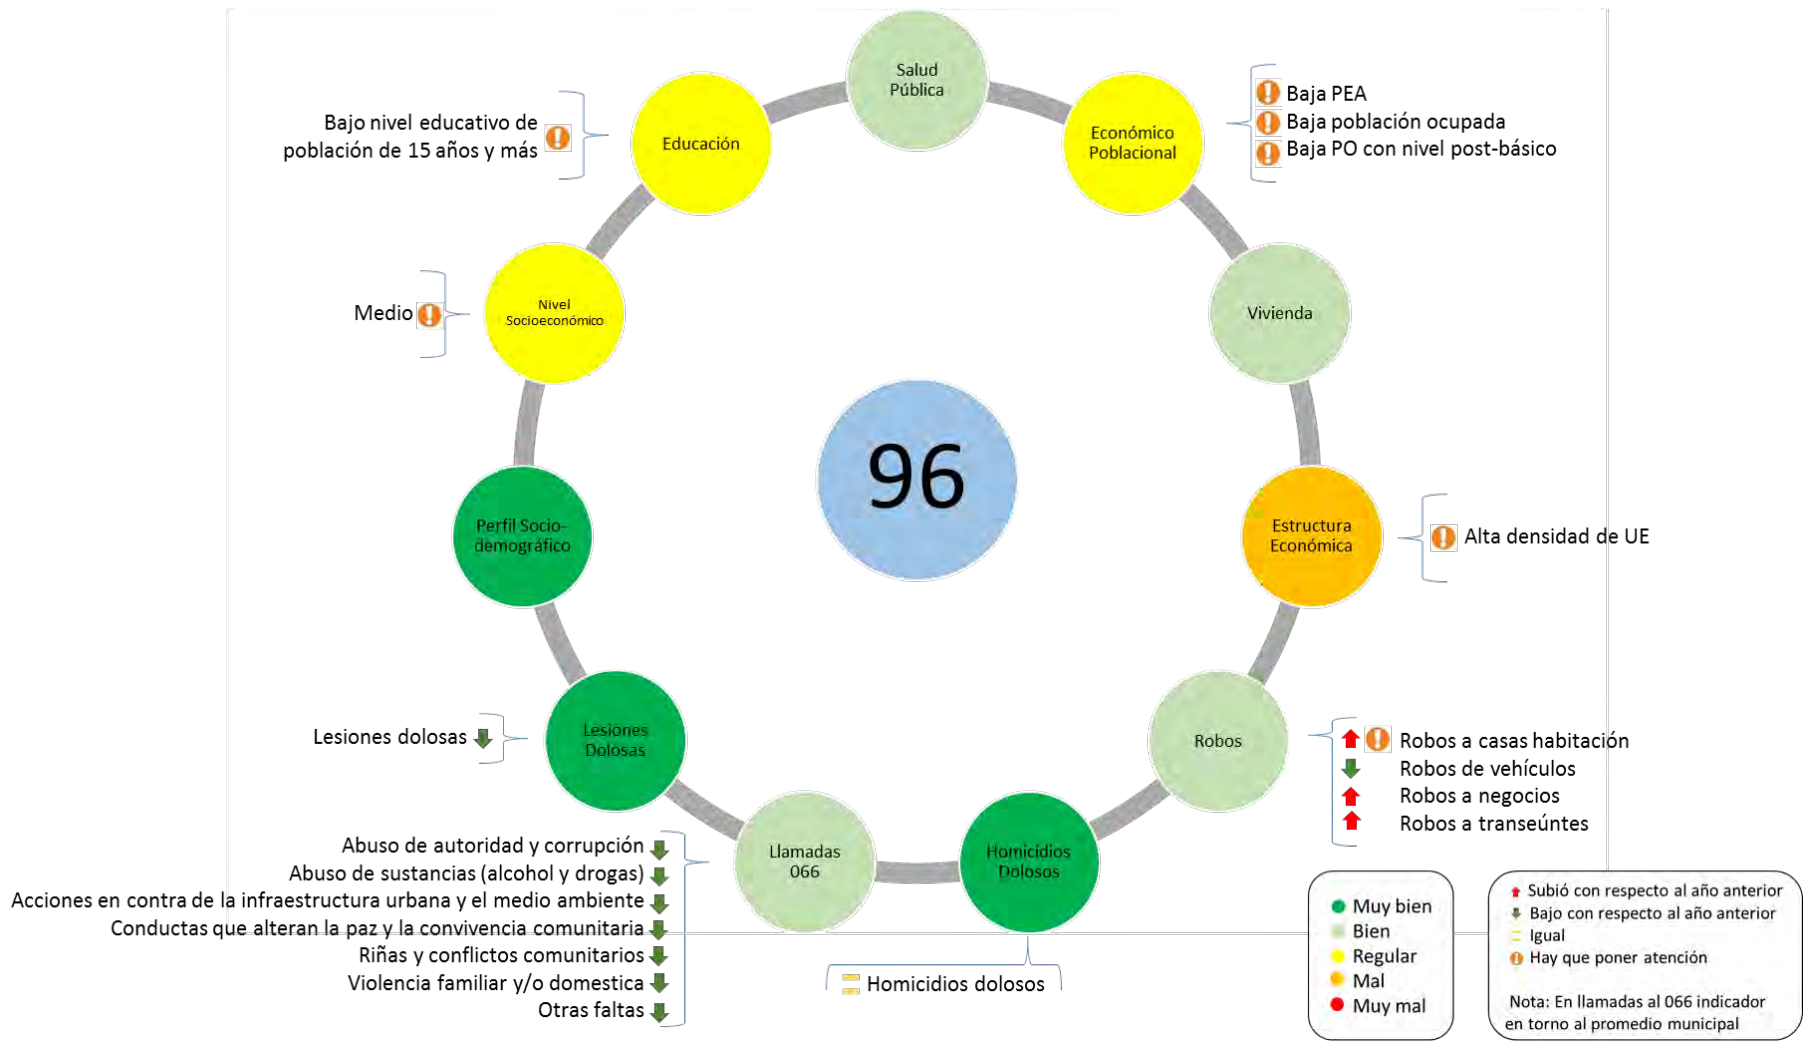 Salud
Pública
Económico
Poblacional
Baja PEA
Baja población ocupada
Baja PO con nivel post-básico
Vivienda
Estructura
Económica
Alta densidad de UE
Robos
Robos a casas habitación
Robos de vehículos
Robos a negocios
Robos a transeúntes
Homicidios
Dolosos
Homicidios dolosos
Llamadas
066
Abuso de autoridad y corrupción
Abuso de sustancias (alcohol y drogas)
Acciones en contra de la infraestructura urbana y el medio ambiente
Conductas que alteran la paz y la convivencia comunitaria
Riñas y conflictos comunitarios
Violencia familiar y/o domestica
Otras faltas
Lesiones
Dolosas
Lesiones dolosas
Perfil Socio-
demográfico
Nivel
Socioeconómico
Medio
Educación
Bajo nivel educativo de
población de 15 años y más
96
Muy bien
Bien
Regular
Mal
Muy mal
Subió con respecto al año anterior
Bajo con respecto al año anterior
Igual
Hay que poner atención
Nota: En llamadas al 066 indicador
en torno al promedio municipal